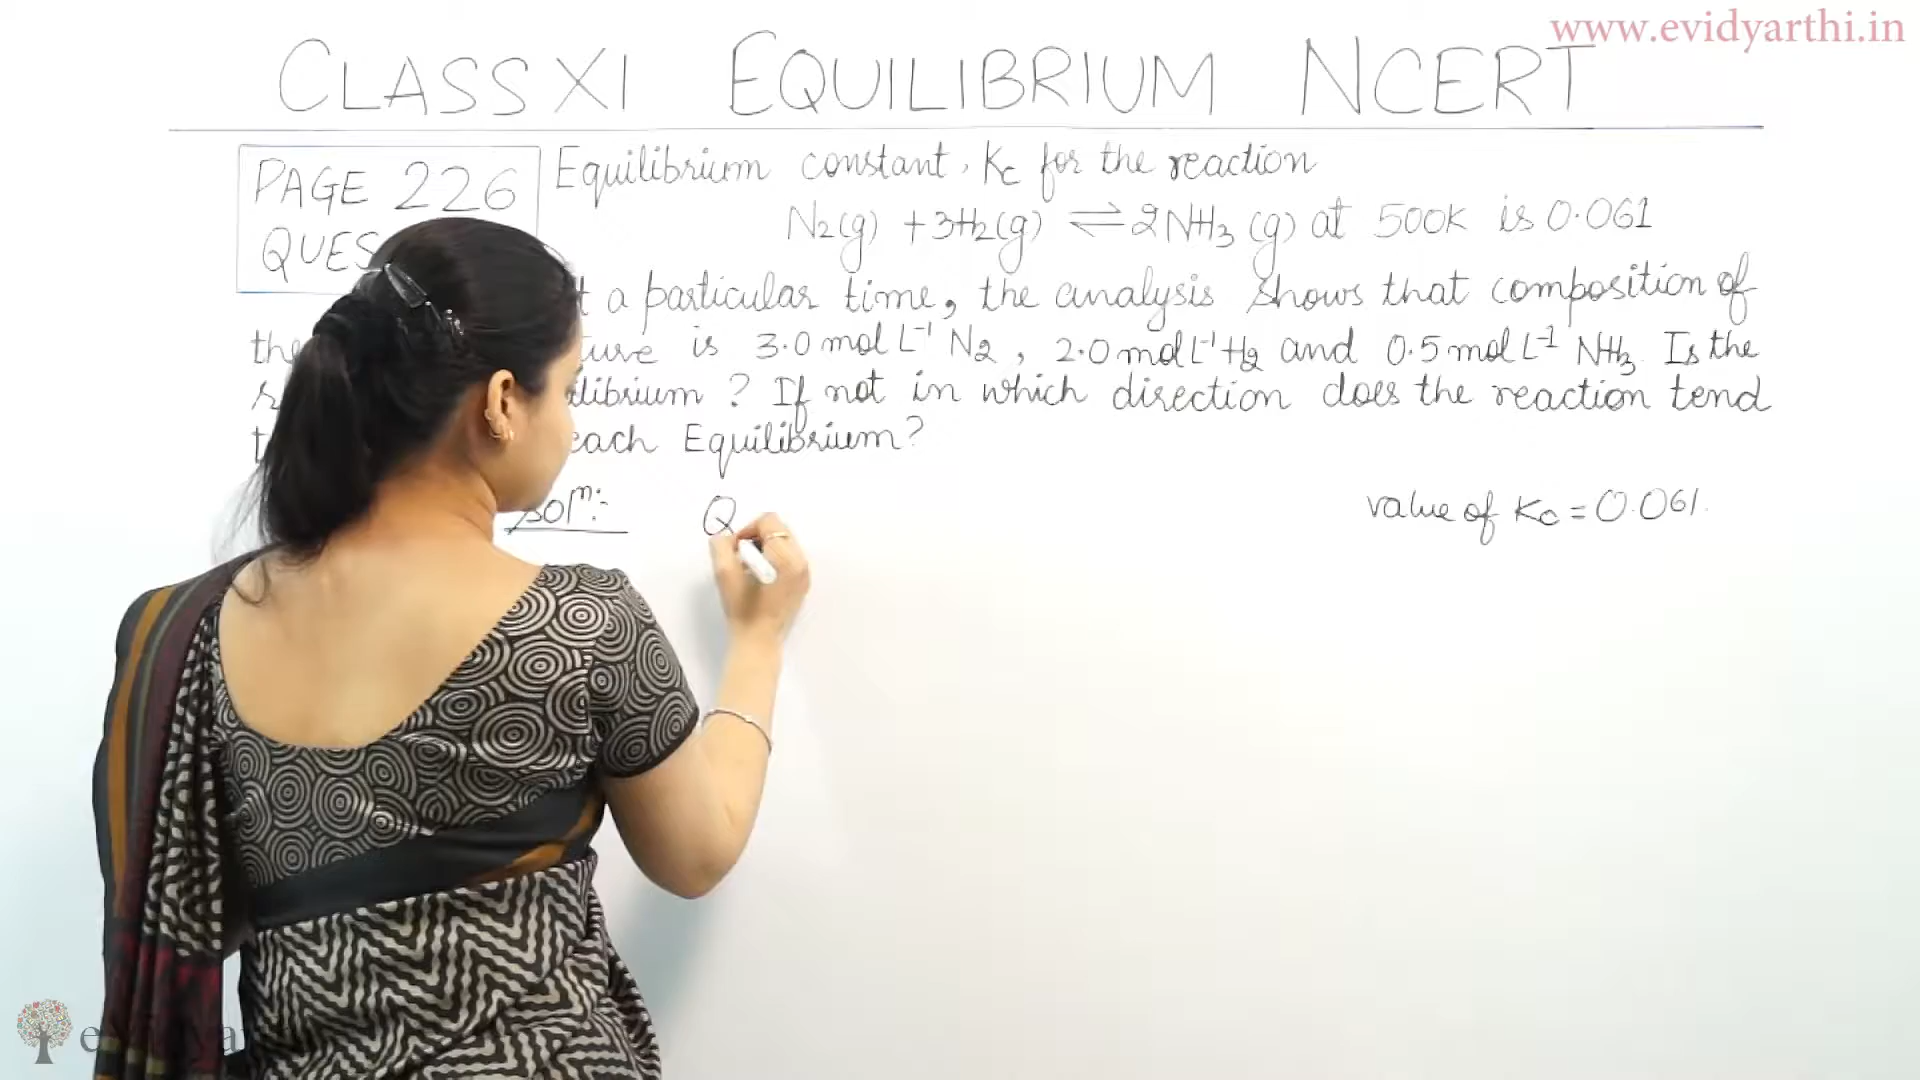 www.evidyarthi.in
CLASS XI EQUILIBRIUM NCERT
PAGE 226
QUES
Equilibrium constant, Kc for the reaction
N2(g) + 3H2(g) ⇌ 2NH3 (g) at 500K is 0.061
a particular time, the analysis shows that composition of
the is 3.0 mol L⁻¹ N2, 2.0 mol L⁻¹ H2 and 0.5 mol L⁻¹ NH3. Is the
? If not in which direction does the reaction tend
Equilibrium?
Solⁿ:- Q
value of Kc = 0.061.